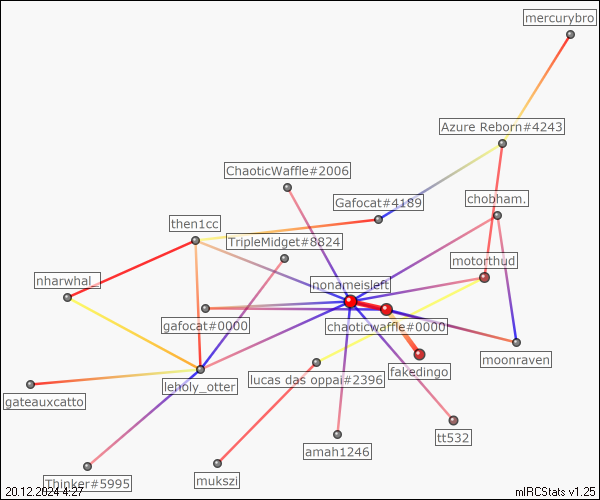 mercurybro
Azure Reborn#4243
ChaoticWaffle#2006
Gafocat#4189
chobham.
then1cc
TripleMidget#8824
motorthud
nharwhal_
nonameisleft
gafocat#0000
chaoticwaffle#0000
moonraven
fakedingo
lucas das oppai#2396
leholy_otter
gateauxcatto
tt532
amah1246
Thinker#5995
mukszi
20.12.2024 4:27
mIRCStats v1.25